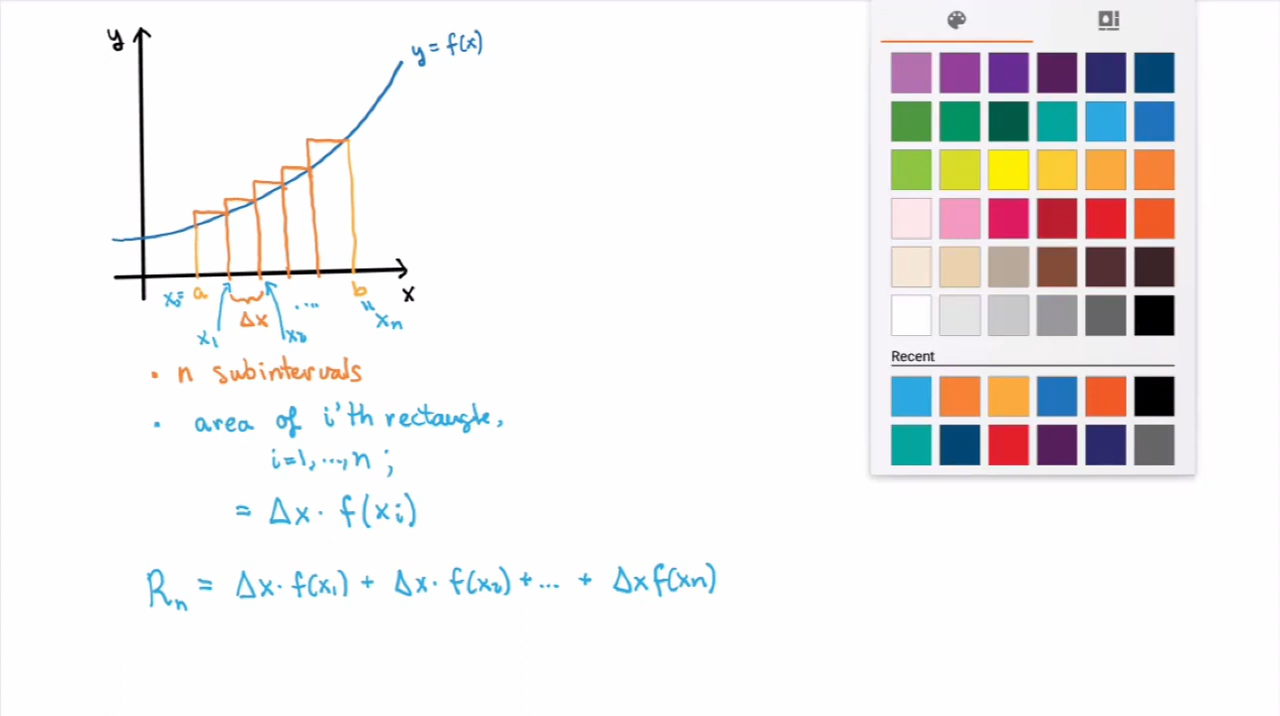 y
y = f(x)
x₀ = a
b
x
x₁
Δx
x₂
....
"
xₙ
• n subintervals
• area of i'th rectangle,
i=1, ..., n ;
= Δx · f(xi)
Rₙ = Δx · f(x₁) + Δx · f(x₂) + ... + Δx f(xn)
Recent